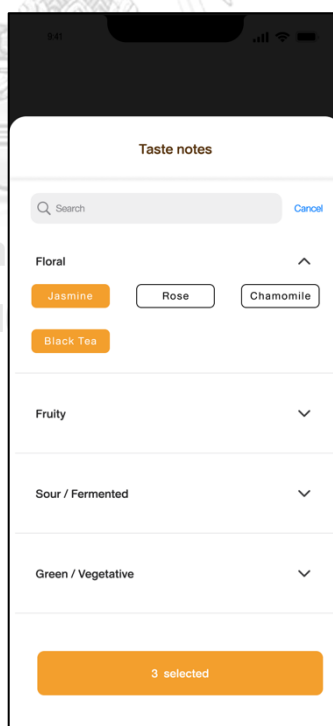 9:41
Taste notes
Search Cancel
Floral
Jasmine Rose Chamomile
Black Tea
Fruity
Sour / Fermented
Green / Vegetative
3 selected